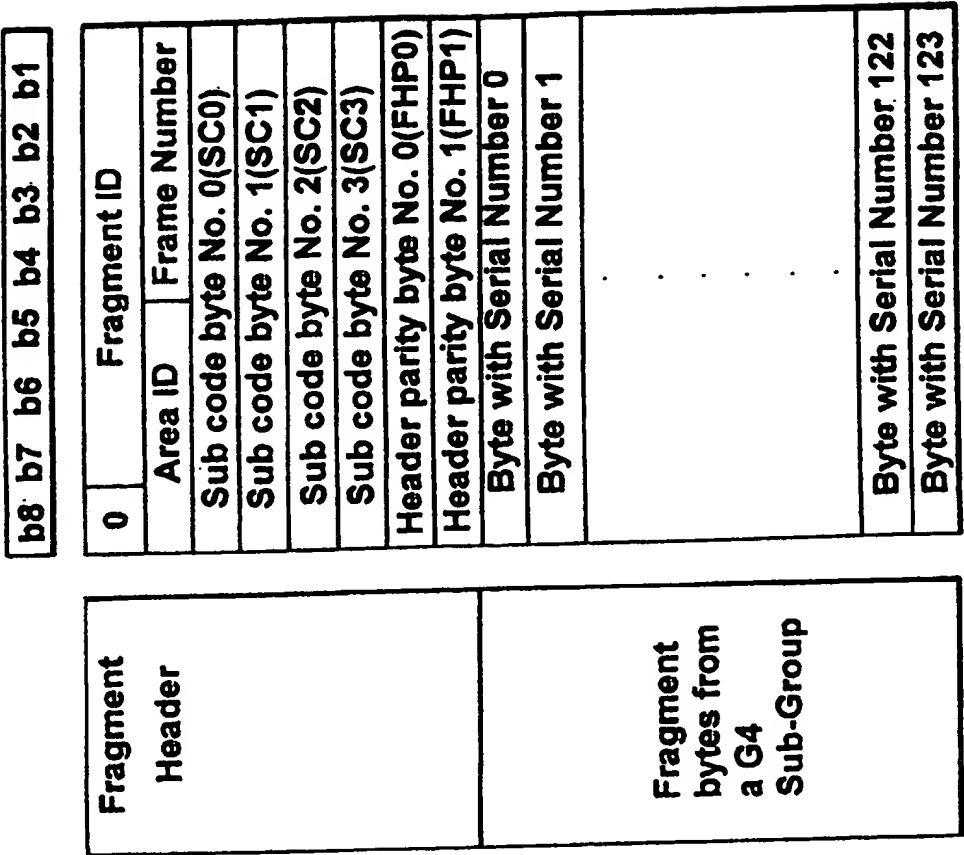 b8 b7 b6 b5 b4 b3 b2 b1
0 Fragment ID
Area ID Frame Number
Sub code byte No. 0(SC0)
Sub code byte No. 1(SC1)
Sub code byte No. 2(SC2)
Sub code byte No. 3(SC3)
Header parity byte No. 0(FHP0)
Header parity byte No. 1(FHP1)
Byte with Serial Number 0
Byte with Serial Number 1
. . . . .
Byte with Serial Number 122
Byte with Serial Number 123
Fragment
Header
Fragment
bytes from
a G4
Sub-Group